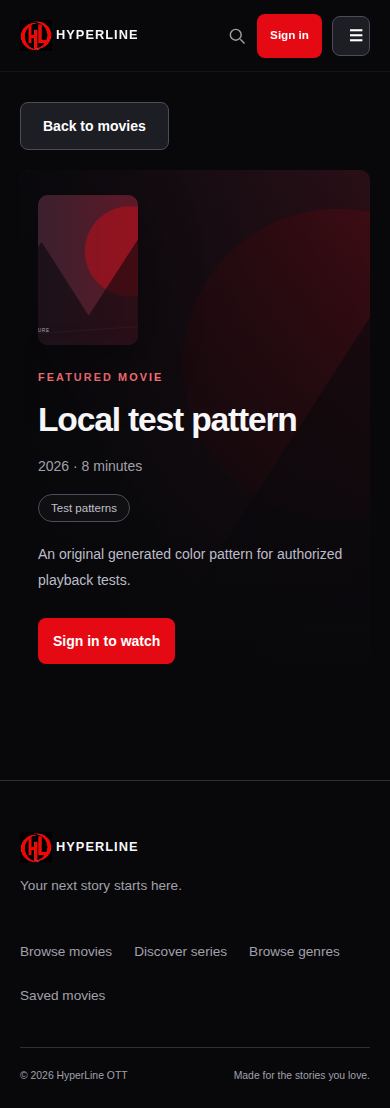 HYPERLINE
Sign in
Back to movies
URE
FEATURED MOVIE
Local test pattern
2026 · 8 minutes
Test patterns
An original generated color pattern for authorized
playback tests.
Sign in to watch
HYPERLINE
Your next story starts here.
Browse movies Discover series Browse genres
Saved movies
© 2026 HyperLine OTT Made for the stories you love.